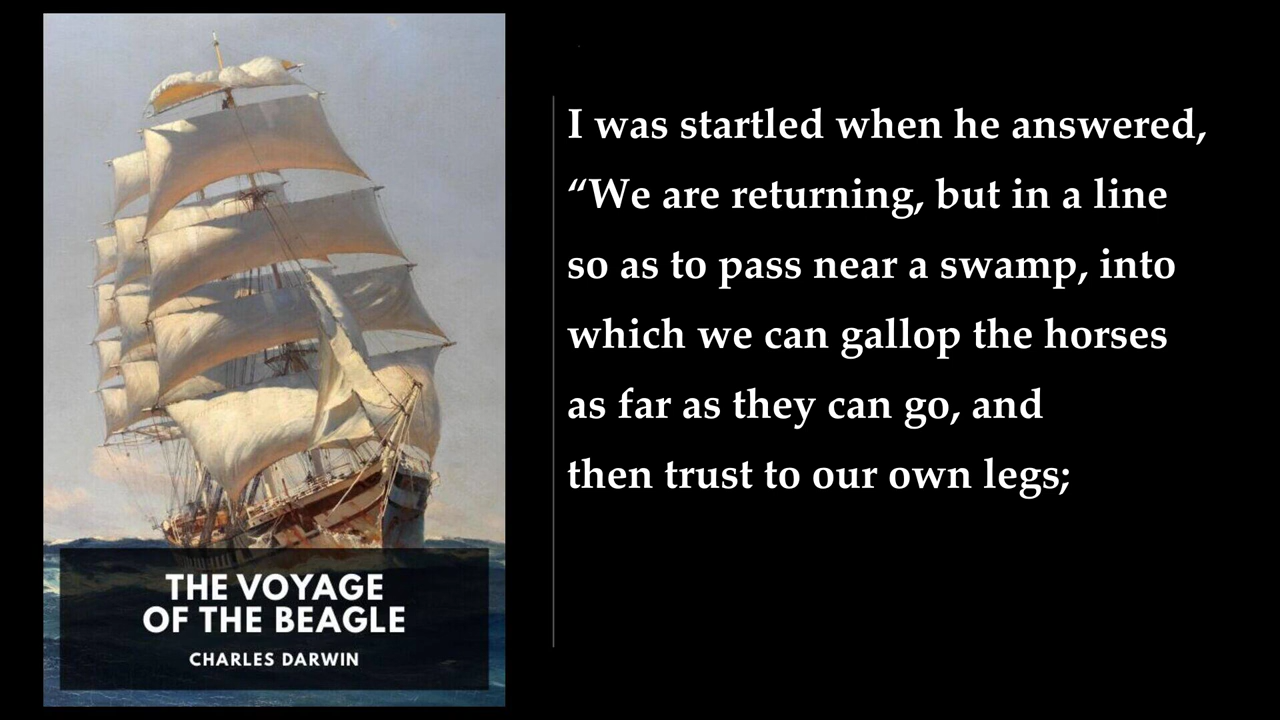 THE VOYAGE
OF THE BEAGLE
CHARLES DARWIN
I was startled when he answered,
“We are returning, but in a line
so as to pass near a swamp, into
which we can gallop the horses
as far as they can go, and
then trust to our own legs;